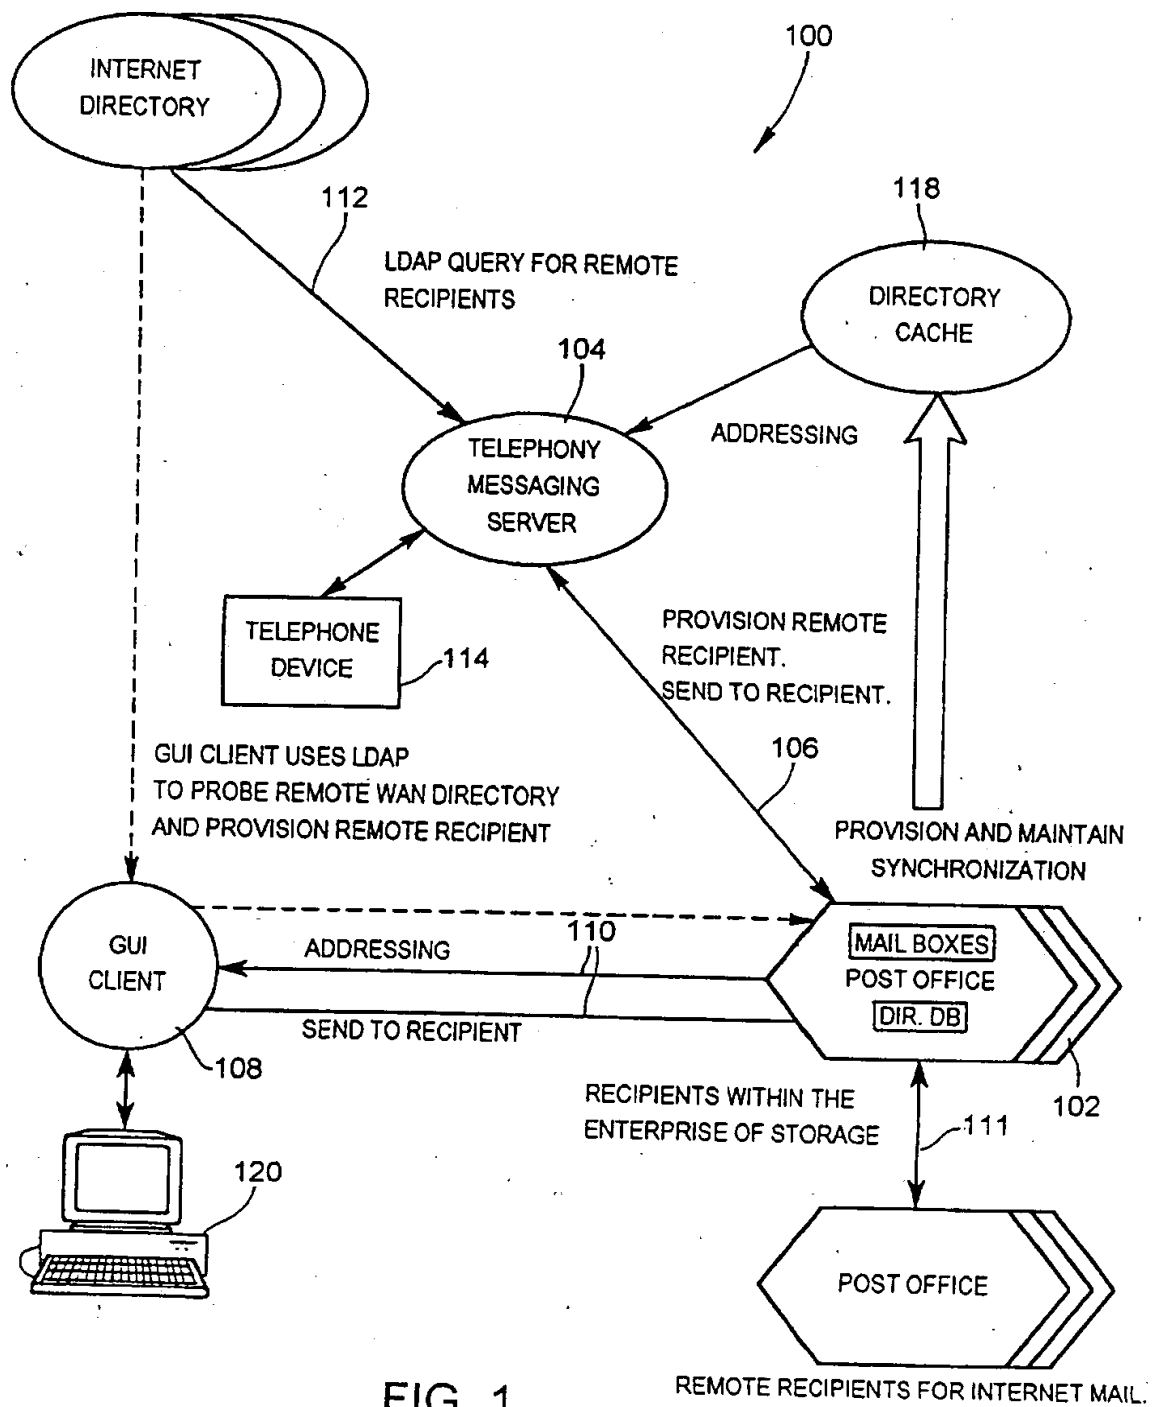 100
INTERNET
DIRECTORY
112
118
LDAP QUERY FOR REMOTE
RECIPIENTS
DIRECTORY
CACHE
104
ADDRESSING
TELEPHONY
MESSAGING
SERVER
TELEPHONE
DEVICE
114
PROVISION REMOTE
RECIPIENT.
SEND TO RECIPIENT.
106
GUI CLIENT USES LDAP
TO PROBE REMOTE WAN DIRECTORY
AND PROVISION REMOTE RECIPIENT
PROVISION AND MAINTAIN
SYNCHRONIZATION
GUI
CLIENT
ADDRESSING
110
SEND TO RECIPIENT
MAIL BOXES
POST OFFICE
DIR. DB
108
102
RECIPIENTS WITHIN THE
ENTERPRISE OF STORAGE
111
120
POST OFFICE
REMOTE RECIPIENTS FOR INTERNET MAIL.
FIG. 1